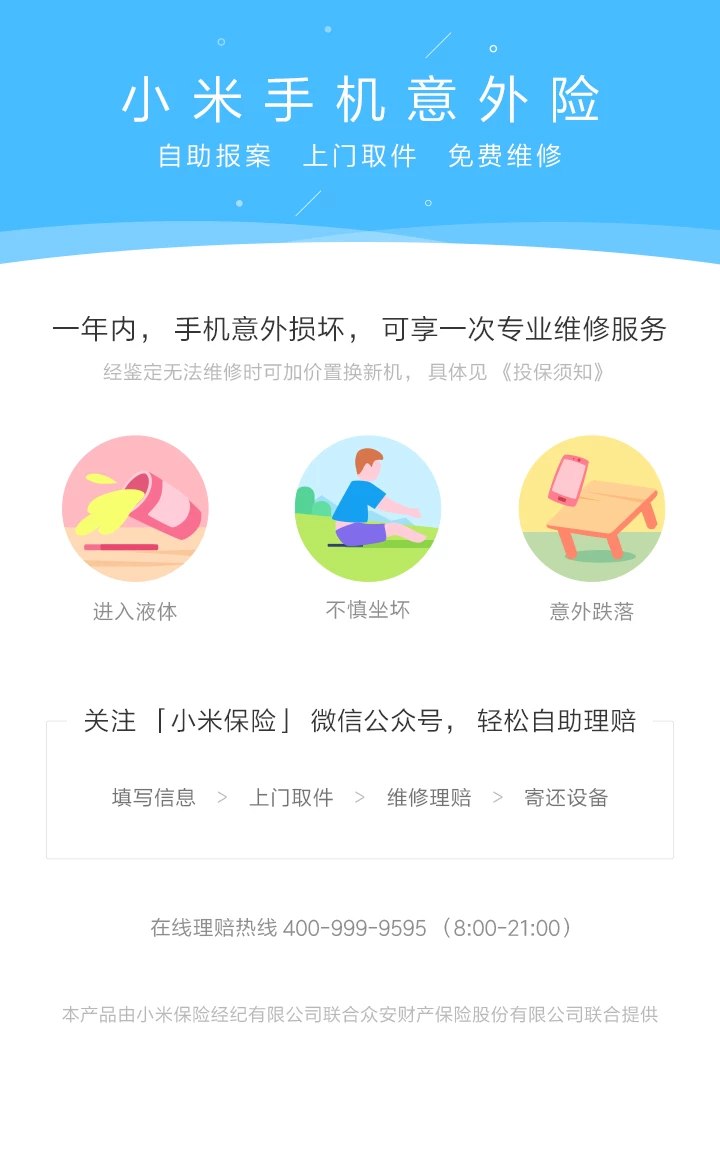 小米手机意外险
自助报案 上门取件 免费维修
一年内， 手机意外损坏， 可享一次专业维修服务
经鉴定无法维修时可加价置换新机， 具体见《投保须知》
进入液体 不慎坐坏 意外跌落
关注「小米保险」微信公众号， 轻松自助理赔
填写信息 > 上门取件 > 维修理赔 > 寄还设备
在线理赔热线 400-999-9595（8:00-21:00）
本产品由小米保险经纪有限公司联合众安财产保险股份有限公司联合提供